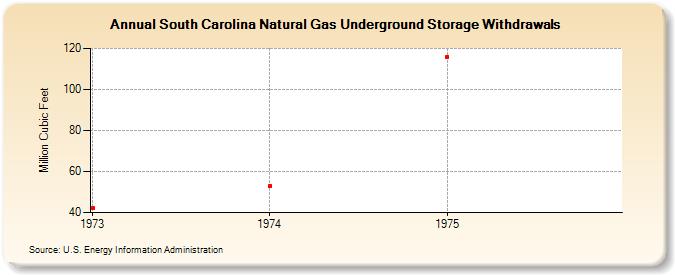 Annual South Carolina Natural Gas Underground Storage Withdrawals
Million Cubic Feet
120
100
80
60
40
1973
1974
1975
Source: U.S. Energy Information Administration